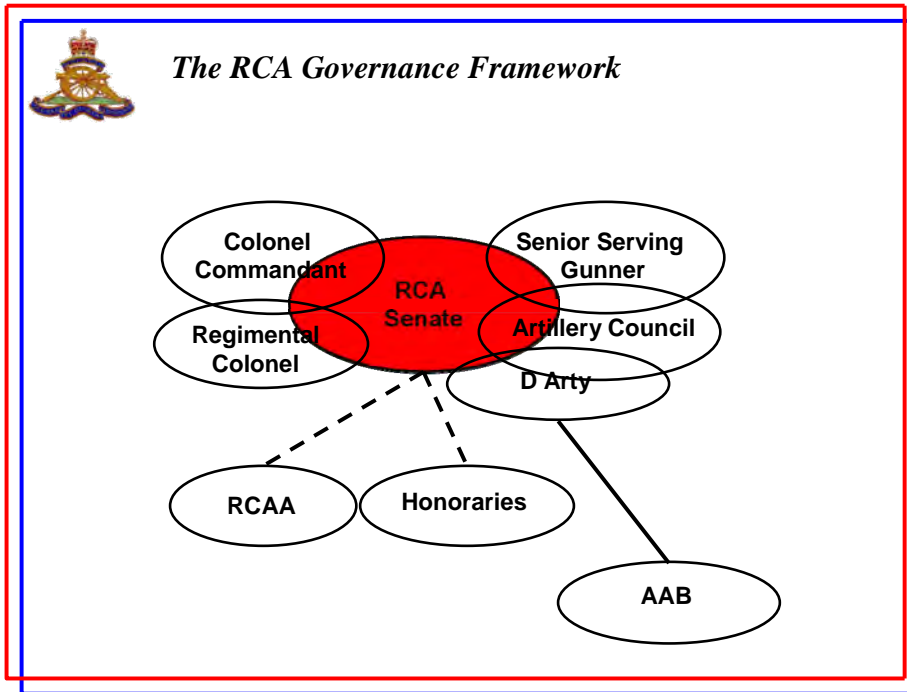 The RCA Governance Framework
Colonel
Commandant
Senior Serving
Gunner
RCA
Senate
Regimental
Colonel
Artillery Council
D Arty
RCAA
Honoraries
AAB